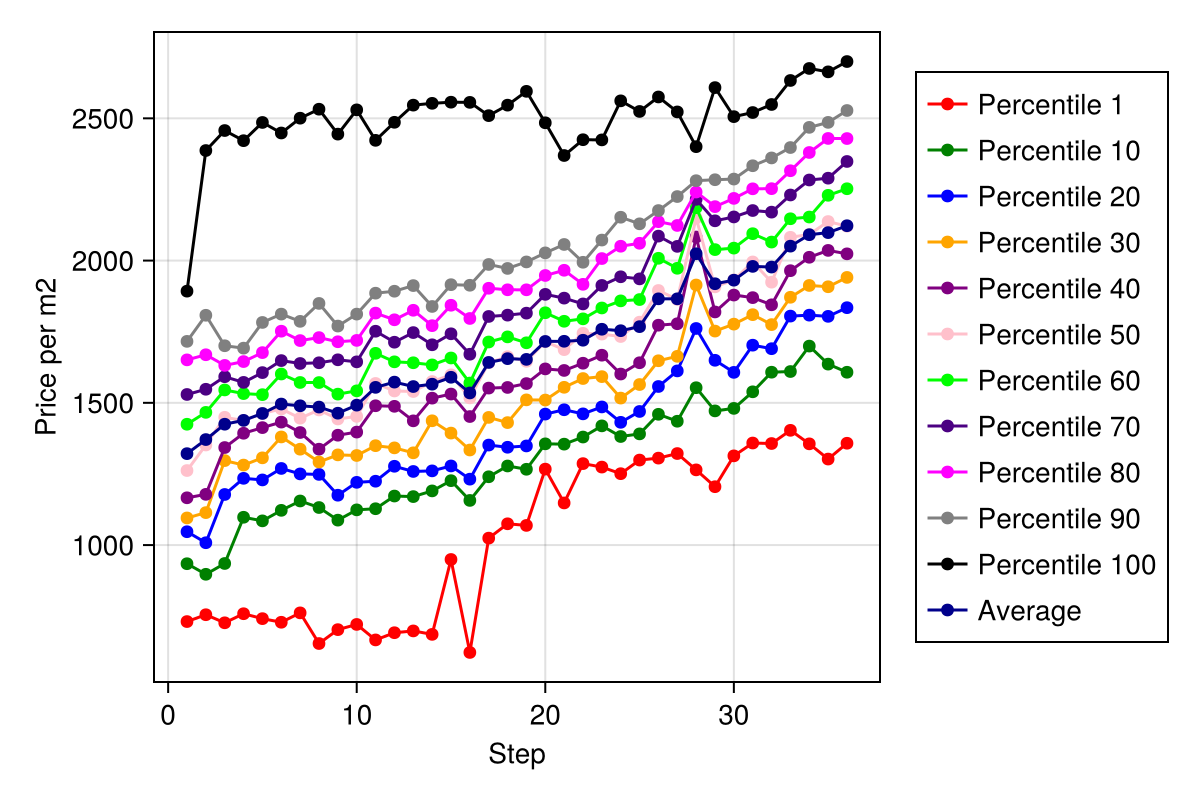 Price per m2
2500
2000
1500
1000
0
10
20
30
Step
Percentile 1
Percentile 10
Percentile 20
Percentile 30
Percentile 40
Percentile 50
Percentile 60
Percentile 70
Percentile 80
Percentile 90
Percentile 100
Average